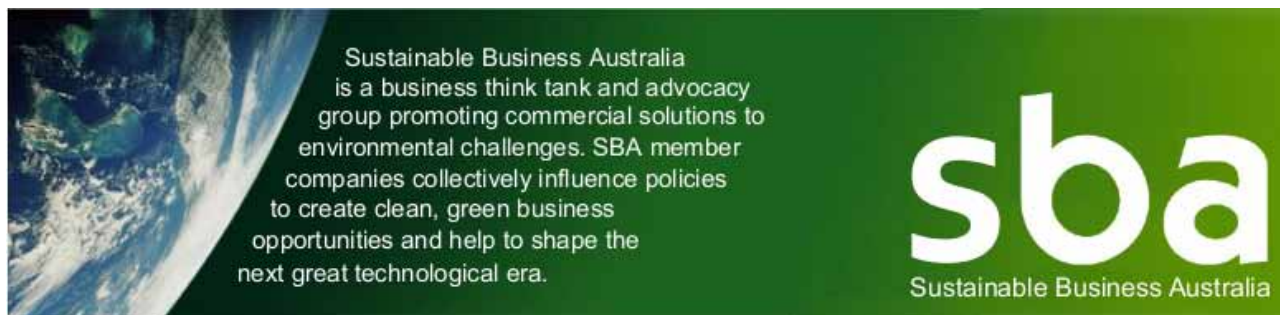 Sustainable Business Australia
is a business think tank and advocacy
group promoting commercial solutions to
environmental challenges. SBA member
companies collectively influence policies
to create clean, green business
opportunities and help to shape the
next great technological era.
sba
Sustainable Business Australia